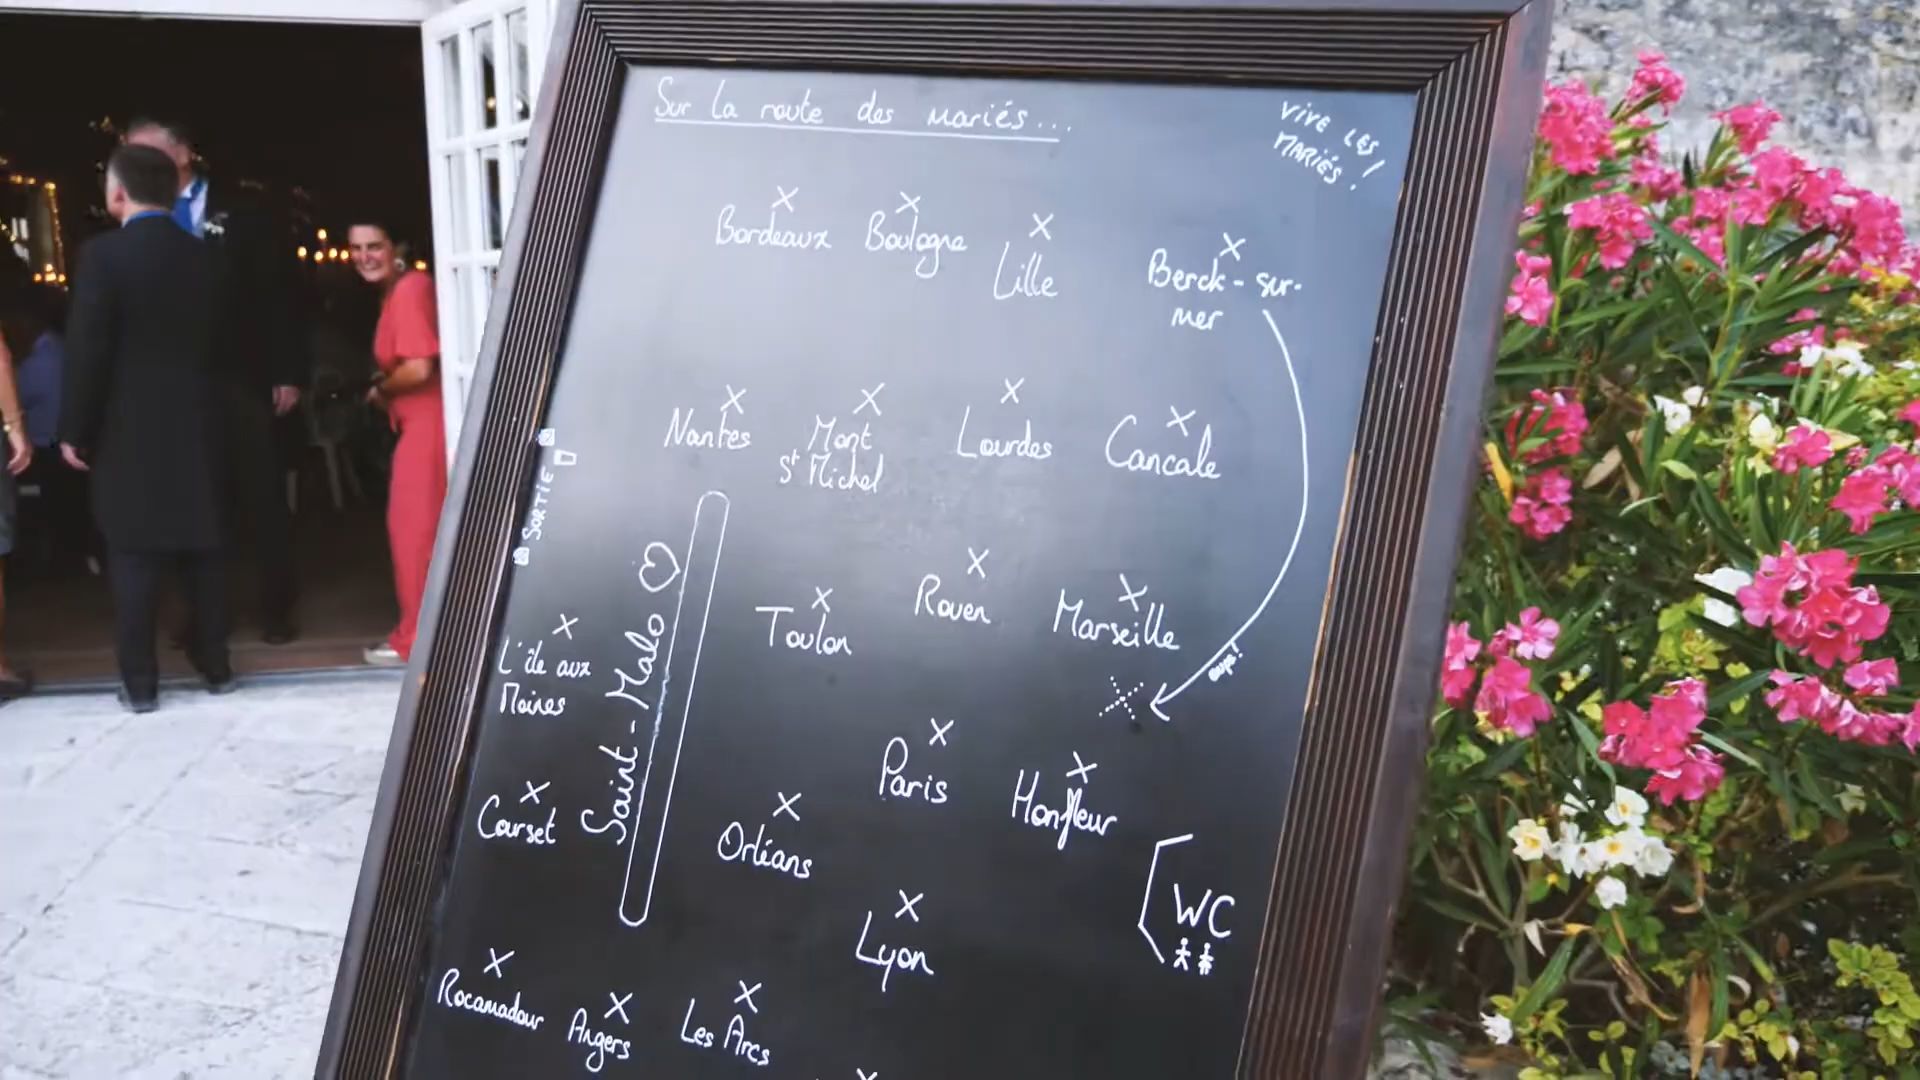 Sur la route des mariés...
VIVE LES
MARIÉS!
Bordeaux
Boulogne
Lille
Berck-sur-
mer
Nantes
Mont
St Michel
Lourdes
Cancale
SORTIE
Saint-Malo
Toulon
Rouen
Marseille
oups!
L'île aux
Moines
Paris
Honfleur
Courset
Orléans
WC
Lyon
Rocamadour
Angers
Les Arcs